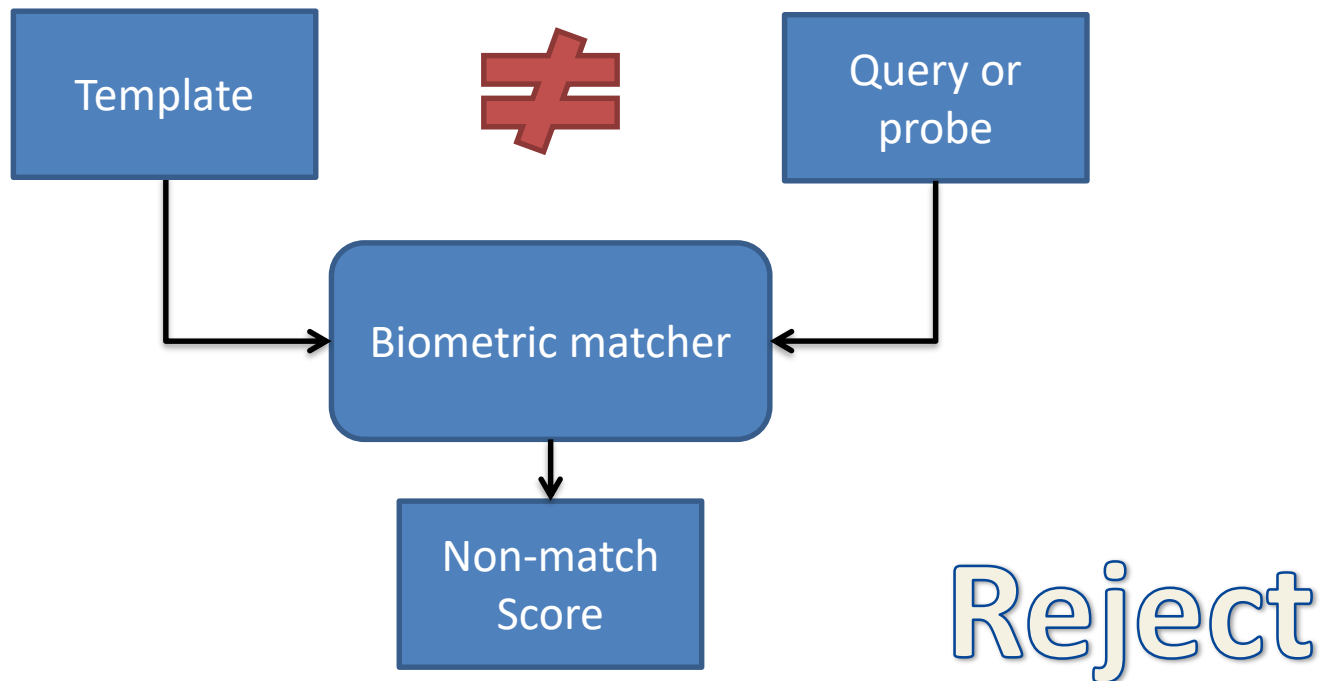 Template
Query or
probe
Biometric matcher
Non-match
Score
Reject